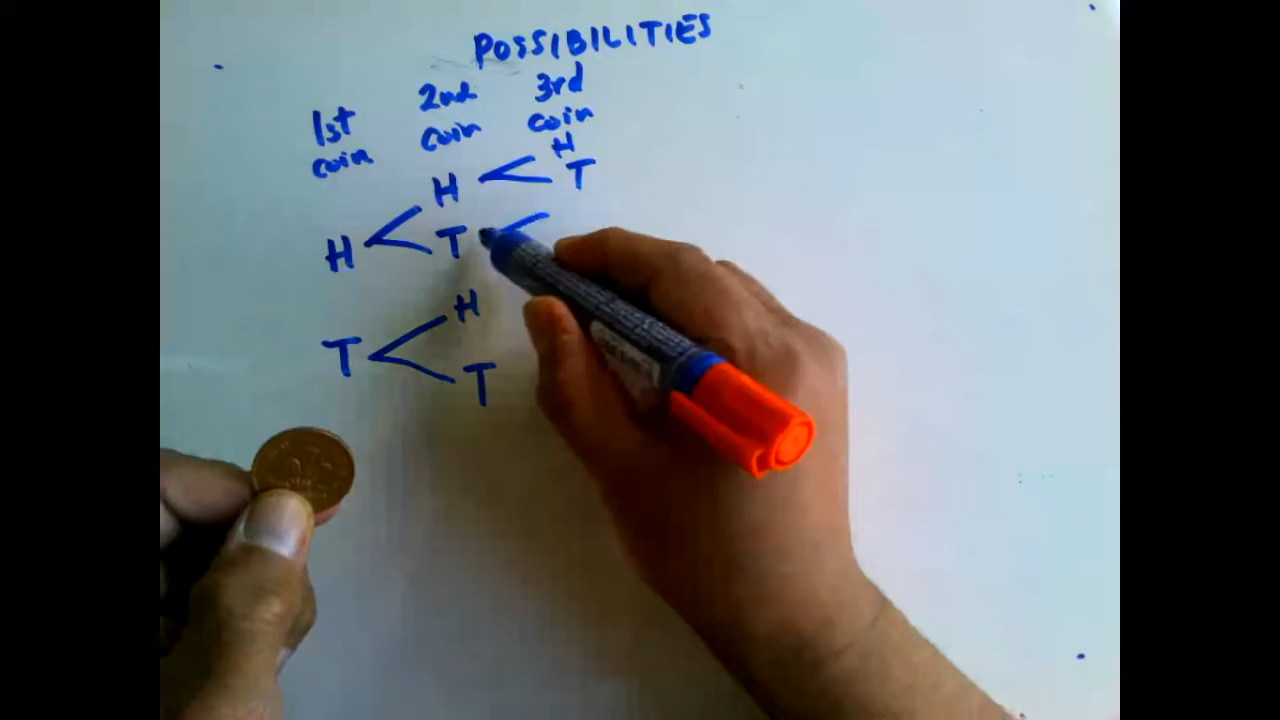 POSSIBILITIES
1st coin
2nd coin
3rd coin
H
T
H
T
H
H
T
T